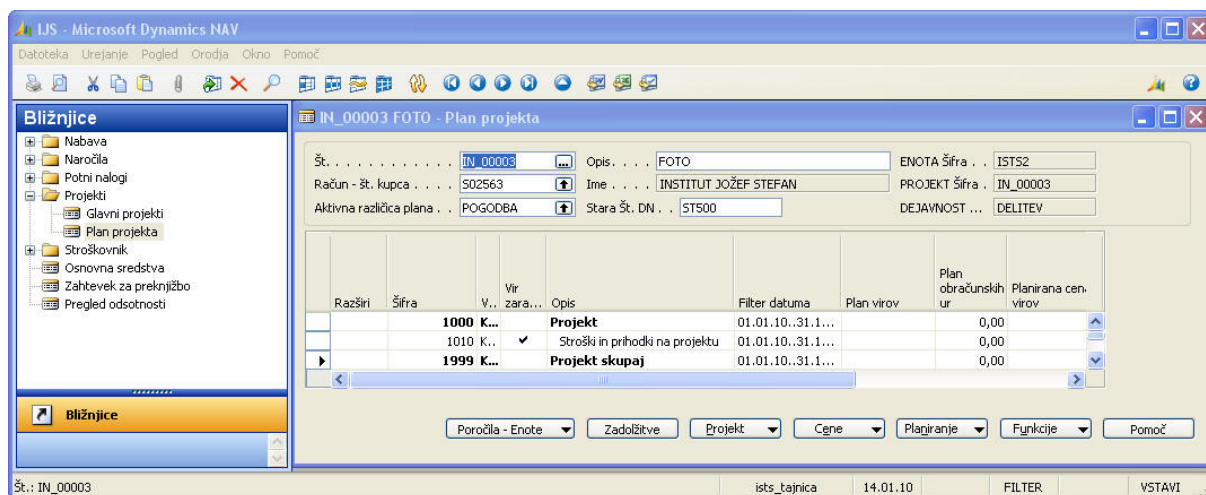 IJS - Microsoft Dynamics NAV
Datoteka Urejanje Pogled Orodja Okno Pomoč
Bližnjice
Nabava
Naročila
Potni nalogi
Projekti
Glavni projekti
Plan projekta
Stroškovnik
Osnovna sredstva
Zahtevek za preknjižbo
Pregled odsotnosti
Bližnjice
IN_00003 FOTO - Plan projekta
Št. . . . . . . . . . . . IN_00003 ... Opis. . . . FOTO ENOTA Šifra . . ISTS2
Račun - št. kupca . . . . S02563 Ime . . . . INSTITUT JOŽEF STEFAN PROJEKT Šifra . IN_00003
Aktivna različica plana . . POGODBA Stara Št. DN . . ST500 DEJAVNOST ... DELITEV
Razširi Šifra V.. Vir zara... Opis Filter datuma Plan virov Plan obračunskih ur Planirana cen. virov
1000 K... Projekt 01.01.10..31.1... 0,00
1010 K.. Stroški in prihodki na projektu 01.01.10..31.1... 0,00
1999 K... Projekt skupaj 01.01.10..31.1... 0,00
Poročila - Enote Zadolžitve Projekt Cene Planiranje Funkcije Pomoč
Št.: IN_00003 ists_tajnica 14.01.10 FILTER VSTAVI